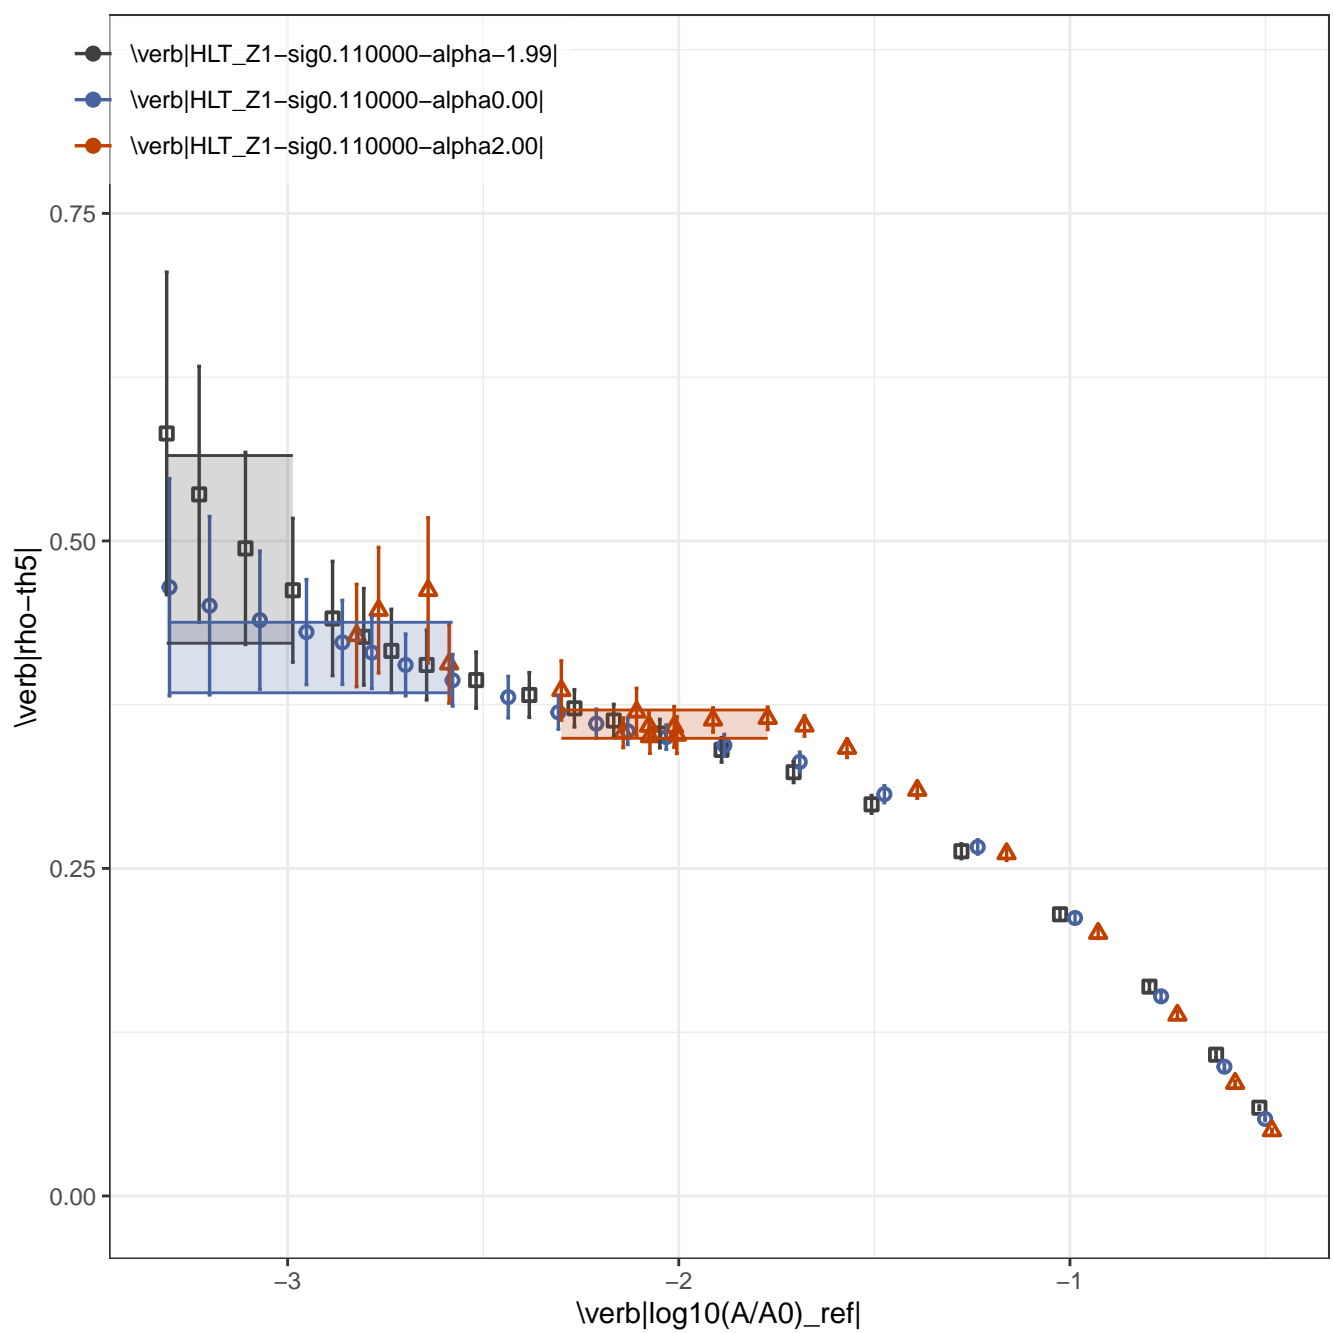 \verb|HLT_Z1−sig0.110000−alpha−1.99|
\verb|HLT_Z1−sig0.110000−alpha0.00|
\verb|HLT_Z1−sig0.110000−alpha2.00|
0.75
0.50
0.25
0.00
\verb|rho−th5|
−3
−2
−1
\verb|log10(A/A0)_ref|